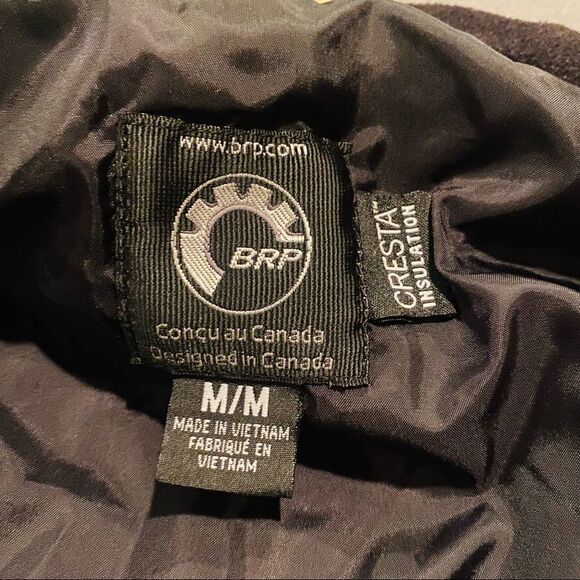 www.brp.com
BRP
Conçu au Canada
Designed in Canada
CRESTA™
INSULATION
M/M
MADE IN VIETNAM
FABRIQUÉ EN
VIETNAM